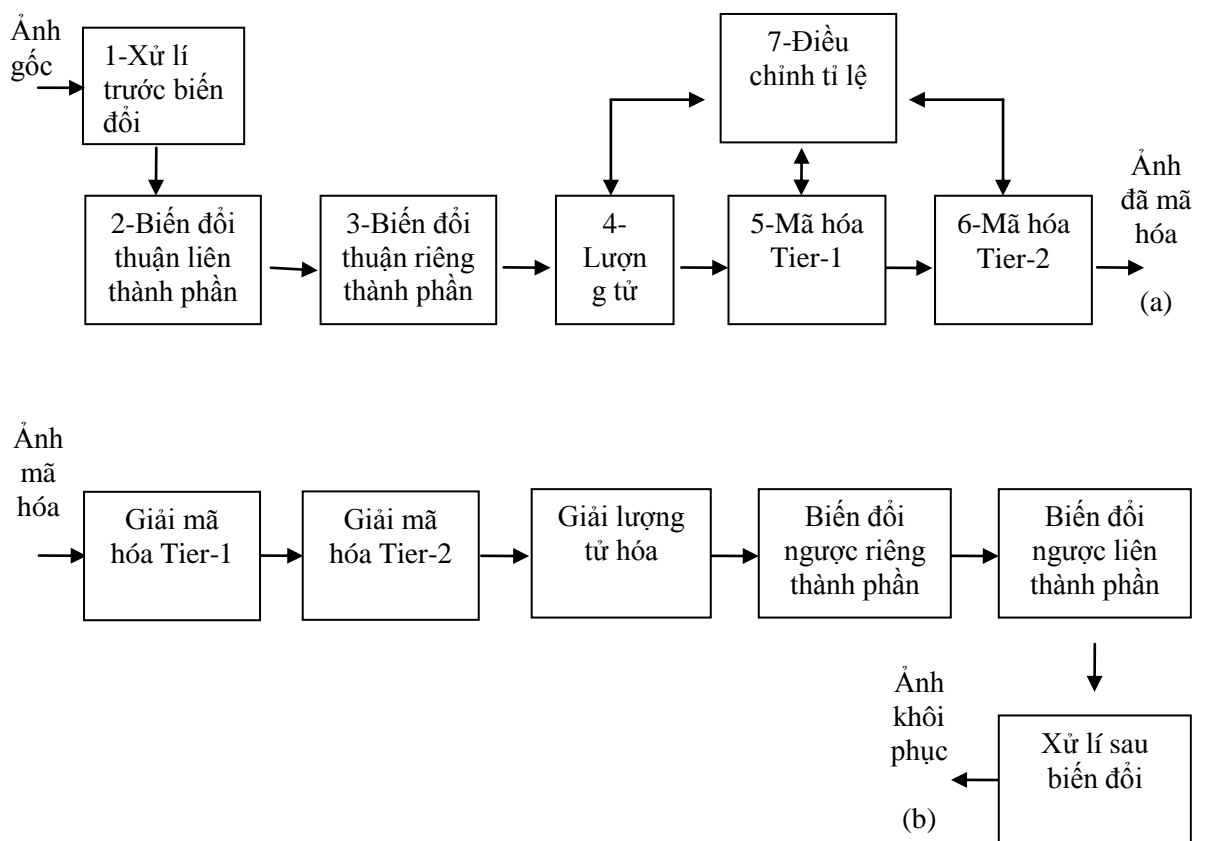 Ảnh
gốc
1-Xử lí
trước biến
đổi
7-Điều
chỉnh tỉ lệ
2-Biến đổi
thuận liên
thành phần
3-Biến đổi
thuận riêng
thành phần
4-
Lượn
g tử
5-Mã hóa
Tier-1
6-Mã hóa
Tier-2
Ảnh
đã mã
hóa
(a)
Ảnh
mã
hóa
Giải mã
hóa Tier-1
Giải mã
hóa Tier-2
Giải lượng
tử hóa
Biến đổi
ngược riêng
thành phần
Biến đổi
ngược liên
thành phần
Xử lí sau
biến đổi
Ảnh
khôi
phục
(b)